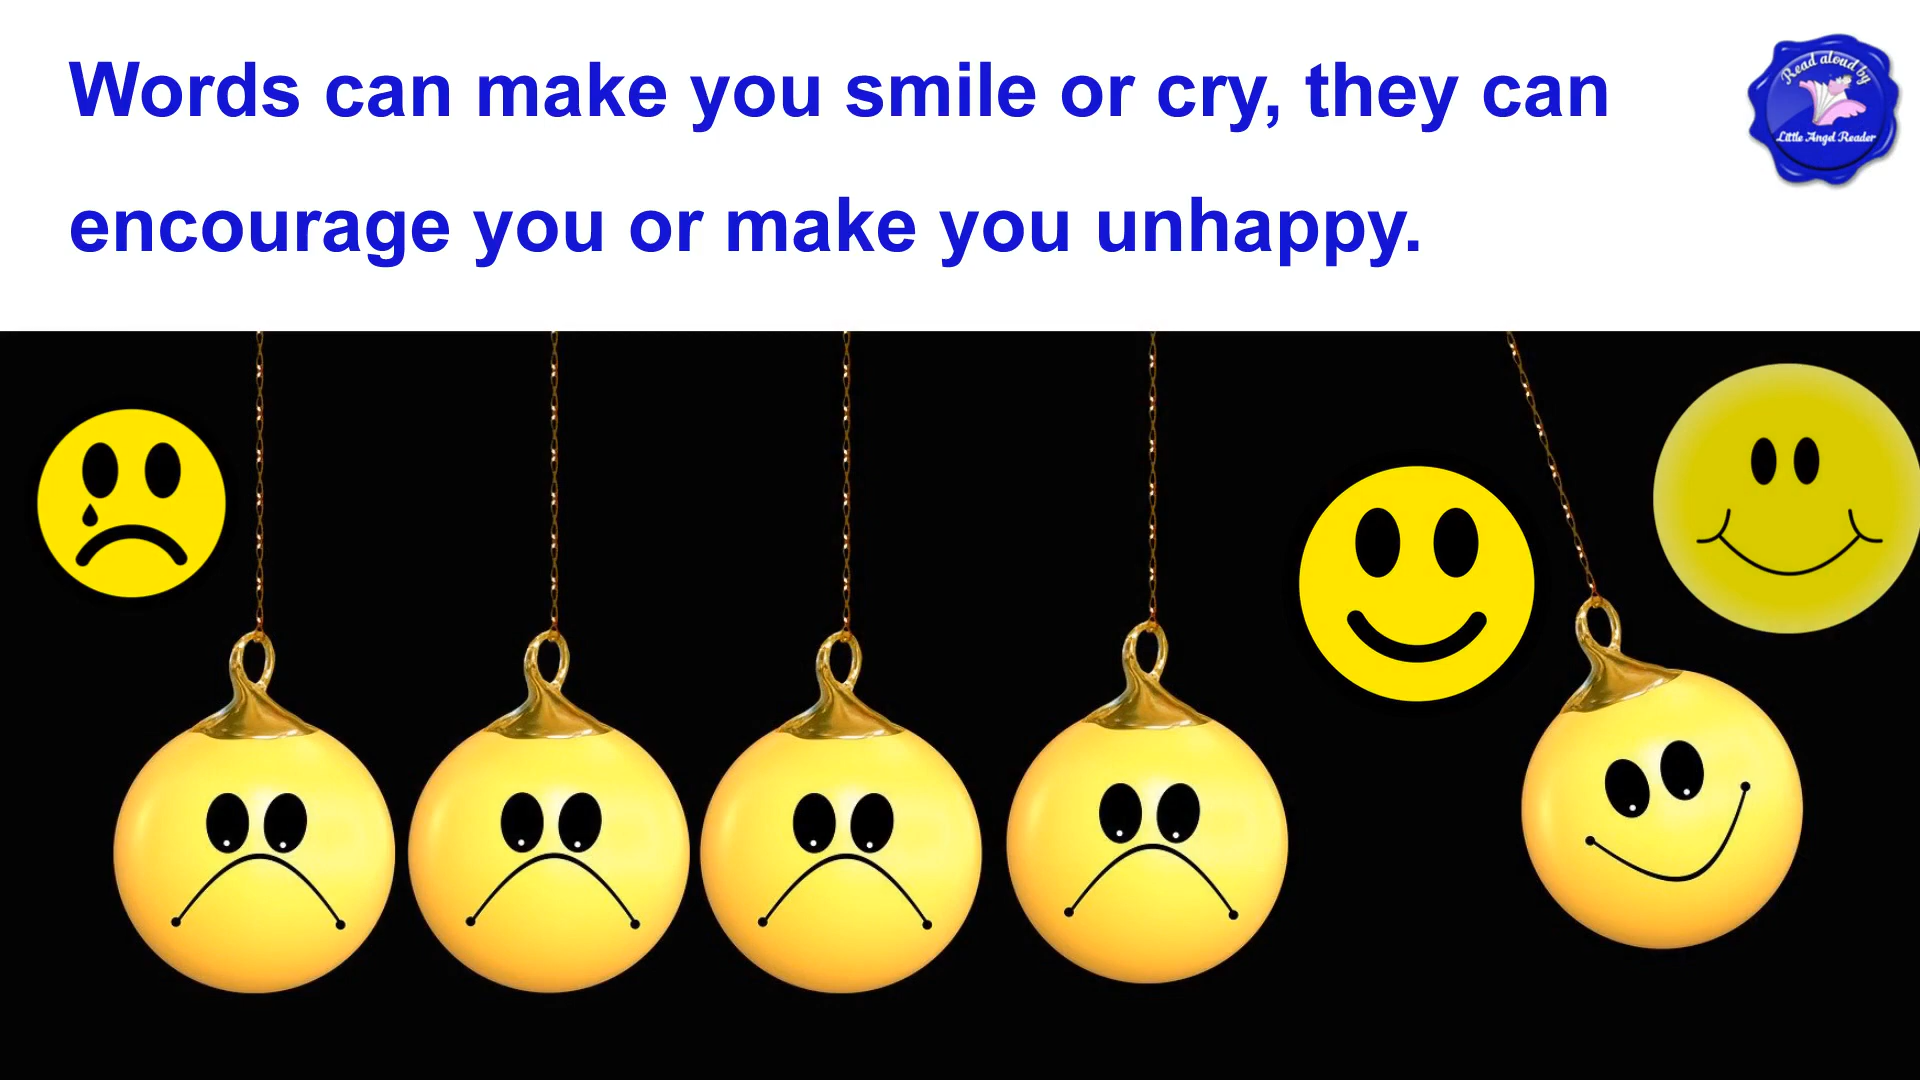 Words can make you smile or cry, they can
encourage you or make you unhappy.
Read aloud by
Little Angel Reader